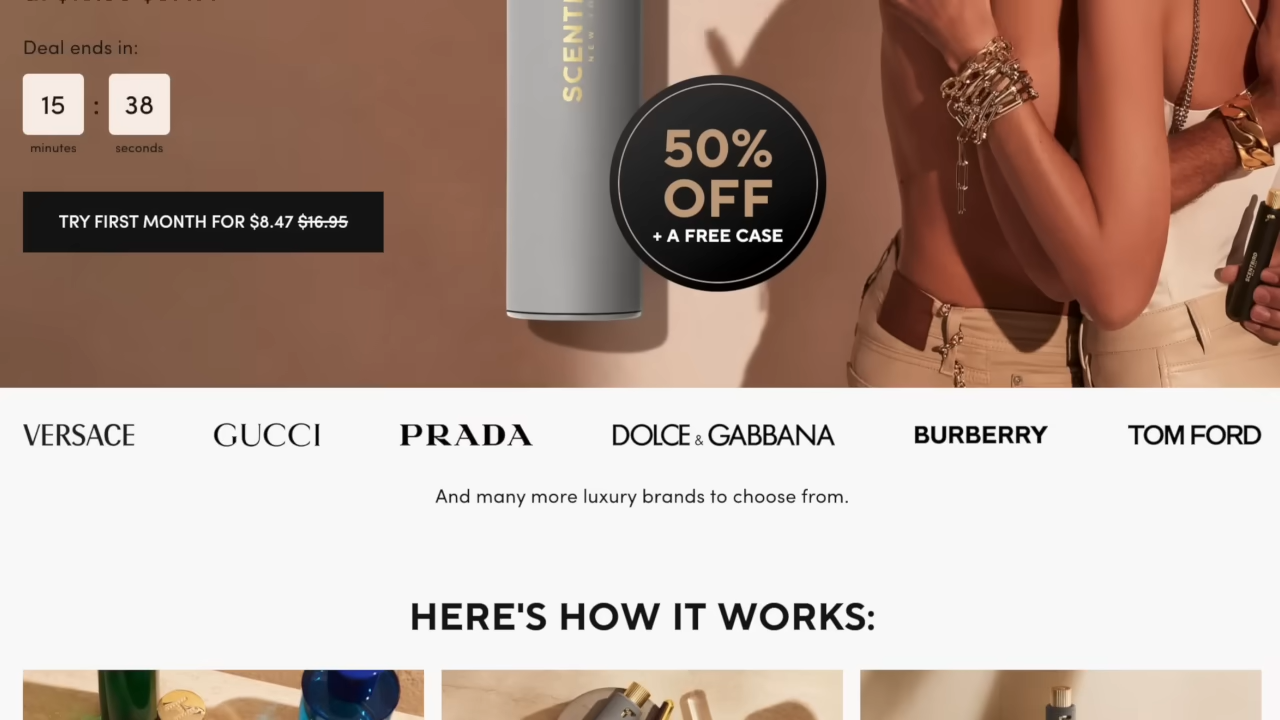 Deal ends in:
15 : 38
minutes seconds
TRY FIRST MONTH FOR $8.47 $16.95
50%
OFF
+ A FREE CASE
VERSACE GUCCI PRADA DOLCE & GABBANA BURBERRY TOM FORD
And many more luxury brands to choose from.
HERE'S HOW IT WORKS: